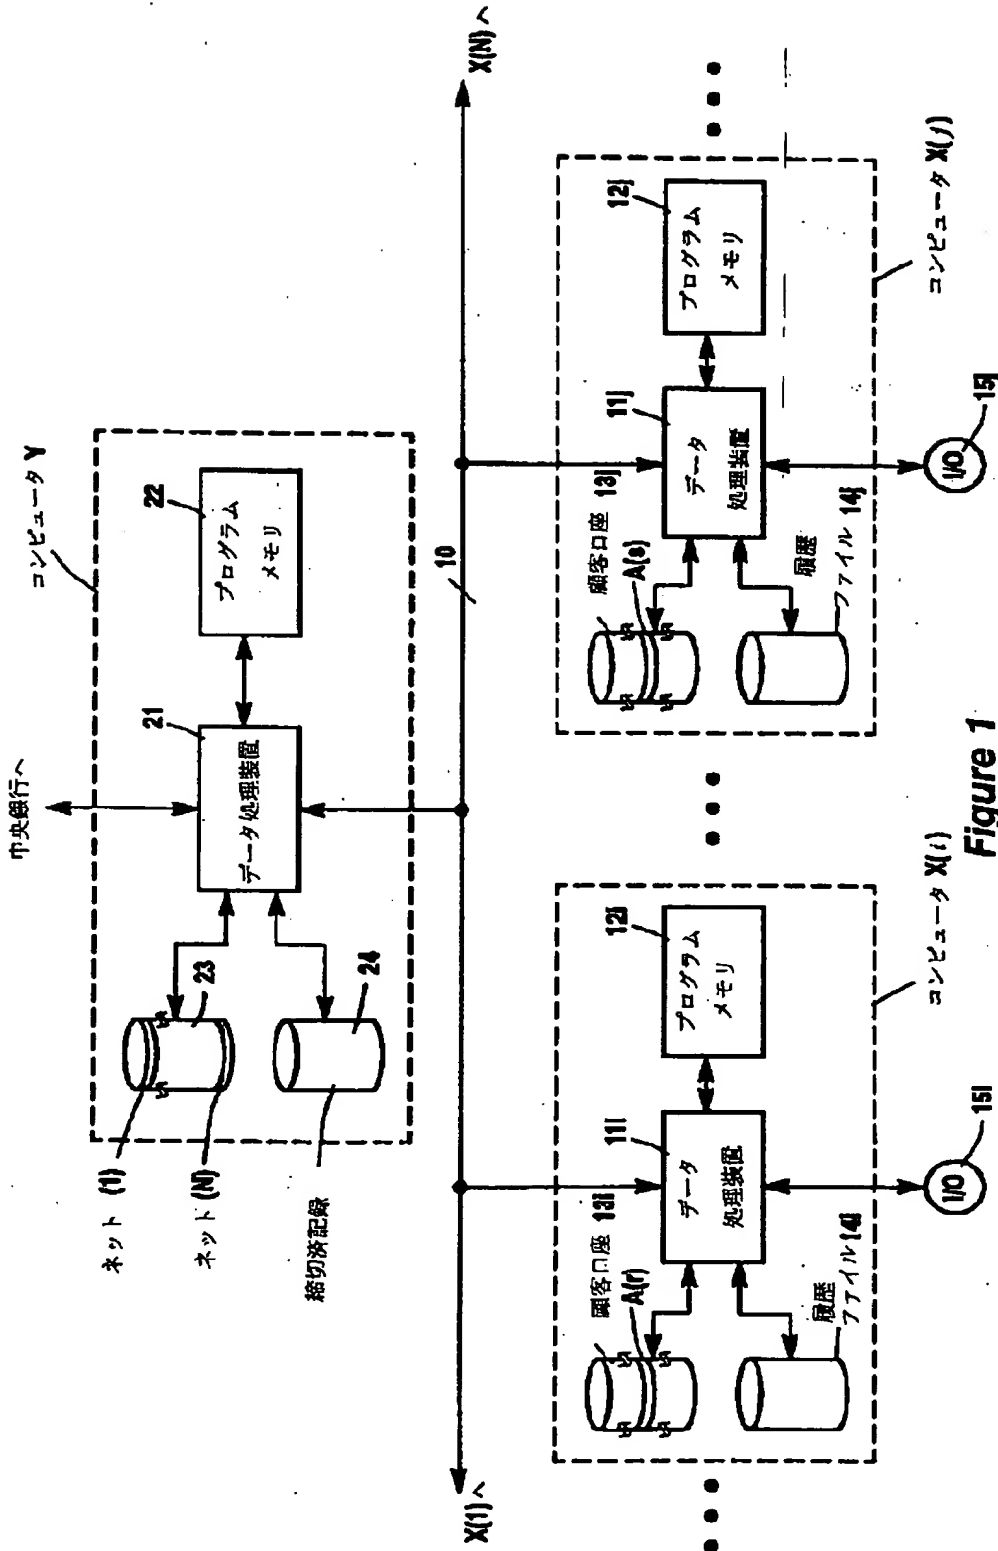 中央銀行へ
コンピュータ Y
21
データ処理装置
22
プログラム
メモリ
23
24
ネット (1)
ネット (N)
締切済記録
10
X(1) へ
X(N) へ
顧客口座 13i
A(r)
11i
データ
処理装置
12i
プログラム
メモリ
履歴
ファイル 14i
I/O
15i
コンピュータ X(i)
顧客口座 13j
A(s)
11j
データ
処理装置
12j
プログラム
メモリ
履歴
ファイル 14j
I/O
15j
コンピュータ X(j)
Figure 1